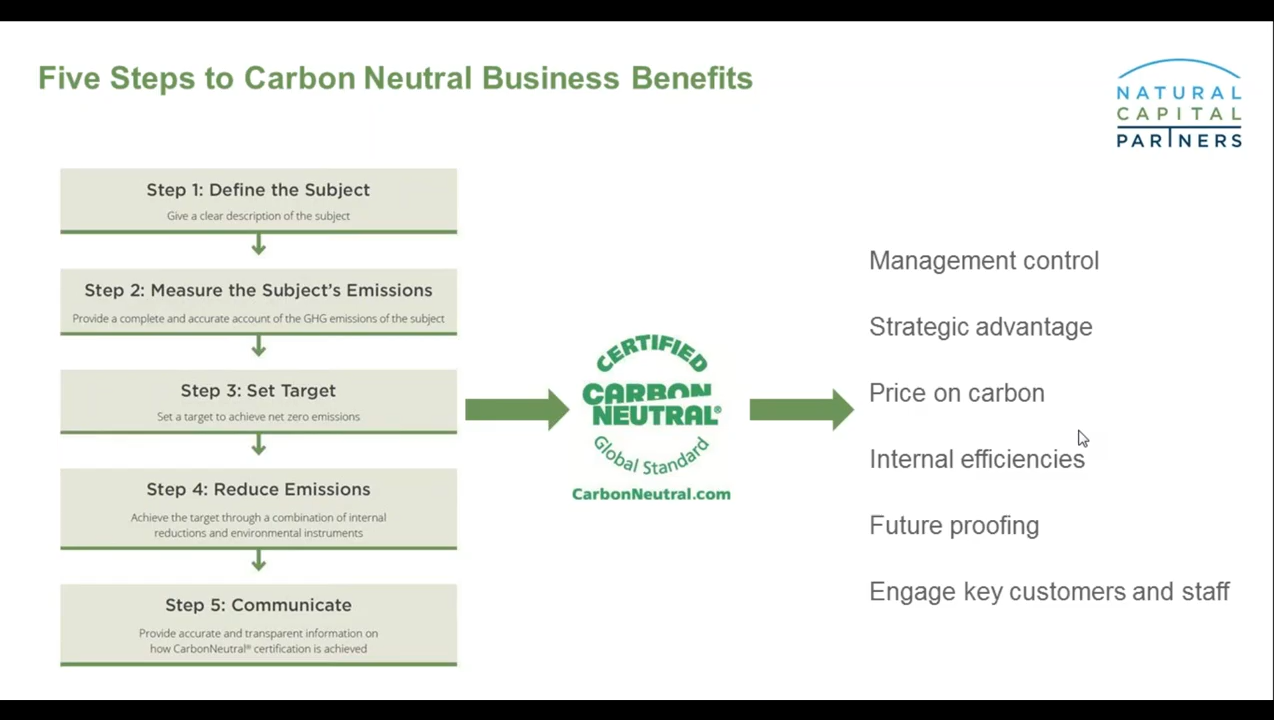 Five Steps to Carbon Neutral Business Benefits
NATURAL
CAPITAL
PARTNERS
Step 1: Define the Subject
Give a clear description of the subject
Step 2: Measure the Subject's Emissions
Provide a complete and accurate account of the GHG emissions of the subject
Step 3: Set Target
Set a target to achieve net zero emissions
Step 4: Reduce Emissions
Achieve the target through a combination of internal
reductions and environmental instruments
Step 5: Communicate
Provide accurate and transparent information on
how CarbonNeutral® certification is achieved
CERTIFIED
CARBON
NEUTRAL®
Global Standard
CarbonNeutral.com
Management control
Strategic advantage
Price on carbon
Internal efficiencies
Future proofing
Engage key customers and staff